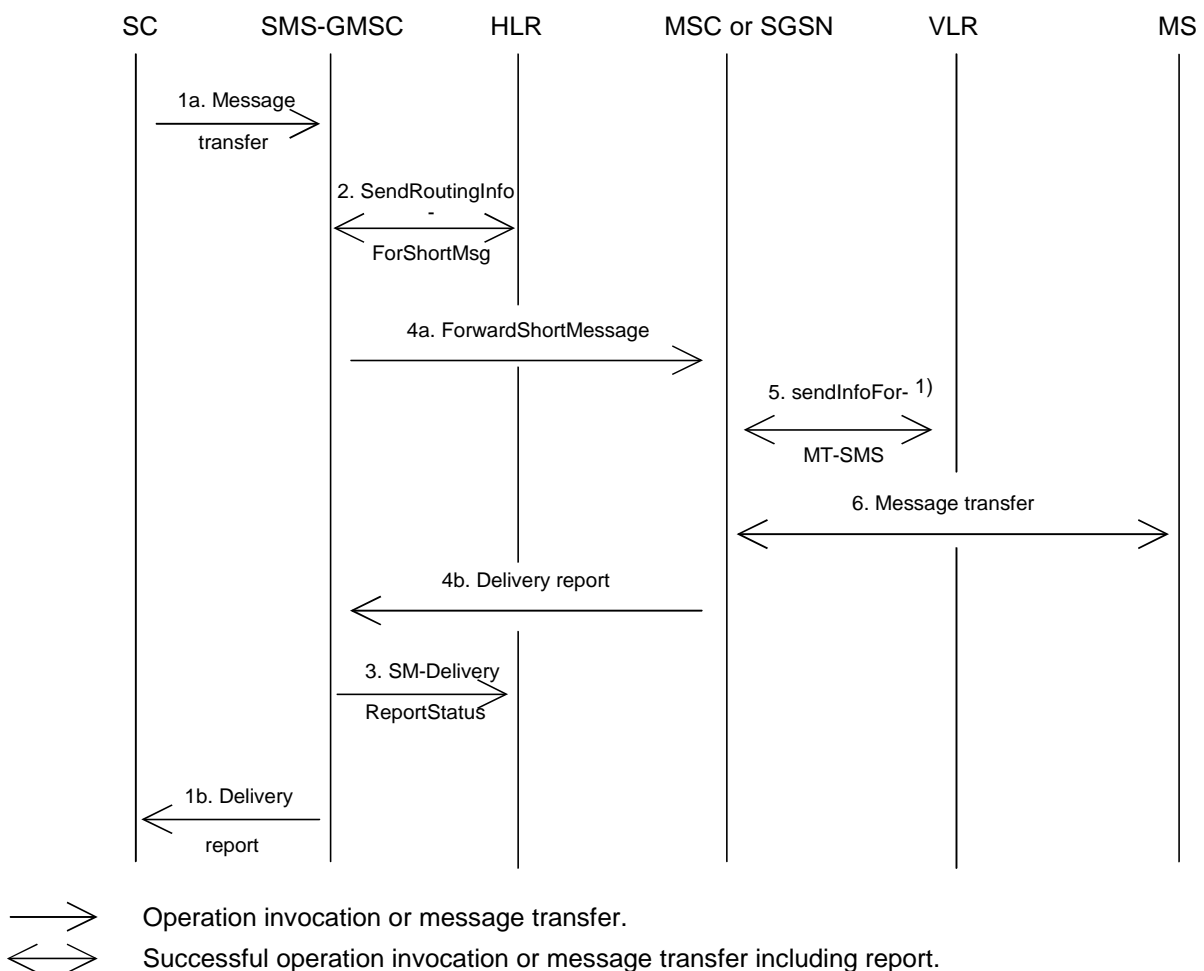 SC SMS-GMSC HLR MSC or SGSN VLR MS
1a. Message
transfer
2. SendRoutingInfo
-
ForShortMsg
4a. ForwardShortMessage
5. sendInfoFor- 1)
MT-SMS
6. Message transfer
4b. Delivery report
3. SM-Delivery
ReportStatus
1b. Delivery
report
Operation invocation or message transfer.
Successful operation invocation or message transfer including report.